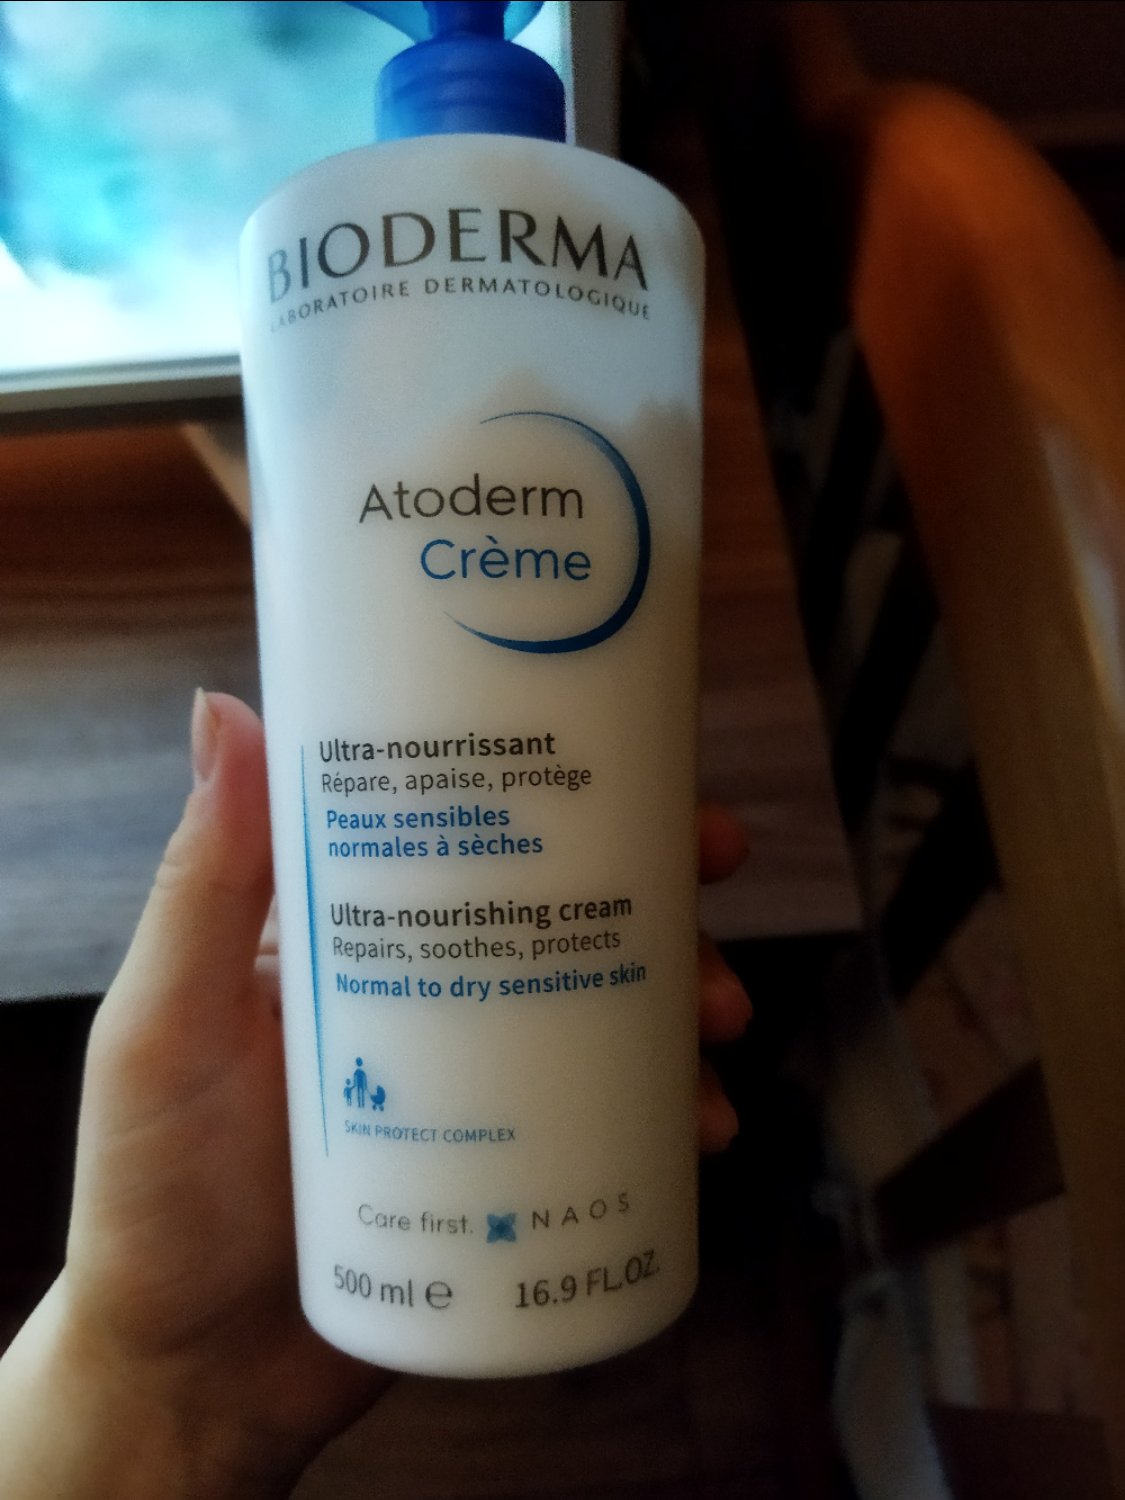 BIODERMA
LABORATOIRE DERMATOLOGIQUE
Atoderm
Crème
Ultra-nourrissant
Répare, apaise, protège
Peaux sensibles
normales à sèches
Ultra-nourishing cream
Repairs, soothes, protects
Normal to dry sensitive skin
SKIN PROTECT COMPLEX
Care first. NAOS
500 ml ℮ 16.9 FL.OZ.